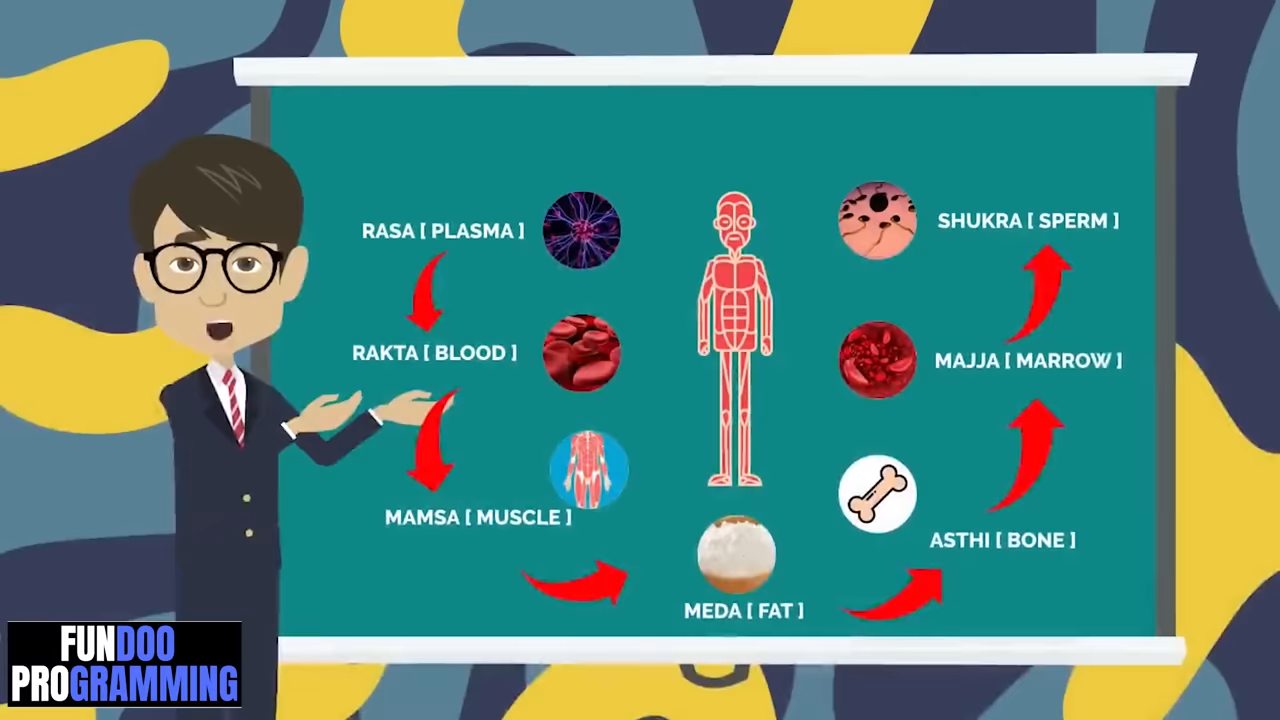 RASA [ PLASMA ]
RAKTA [ BLOOD ]
MAMSA [ MUSCLE ]
MEDA [ FAT ]
ASTHI [ BONE ]
MAJJA [ MARROW ]
SHUKRA [ SPERM ]
FUNDOO
PROGRAMMING